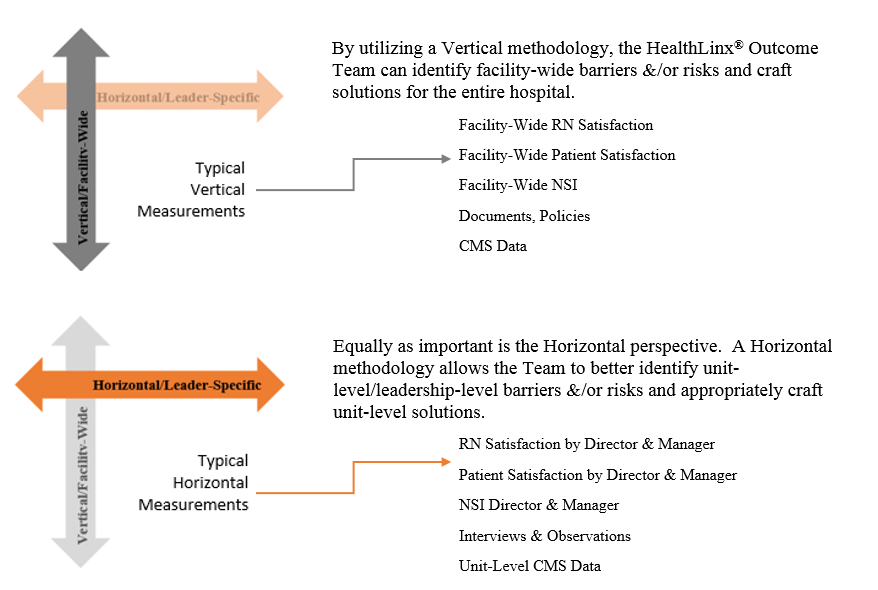 By utilizing a Vertical methodology, the HealthLinx® Outcome
Team can identify facility-wide barriers &/or risks and craft
solutions for the entire hospital.
Horizontal/Leader-Specific
Vertical/Facility-Wide
Typical
Vertical
Measurements
Facility-Wide RN Satisfaction
Facility-Wide Patient Satisfaction
Facility-Wide NSI
Documents, Policies
CMS Data
Equally as important is the Horizontal perspective.  A Horizontal
methodology allows the Team to better identify unit-
level/leadership-level barriers &/or risks and appropriately craft
unit-level solutions.
Horizontal/Leader-Specific
Vertical/Facility-Wide
Typical
Horizontal
Measurements
RN Satisfaction by Director & Manager
Patient Satisfaction by Director & Manager
NSI Director & Manager
Interviews & Observations
Unit-Level CMS Data